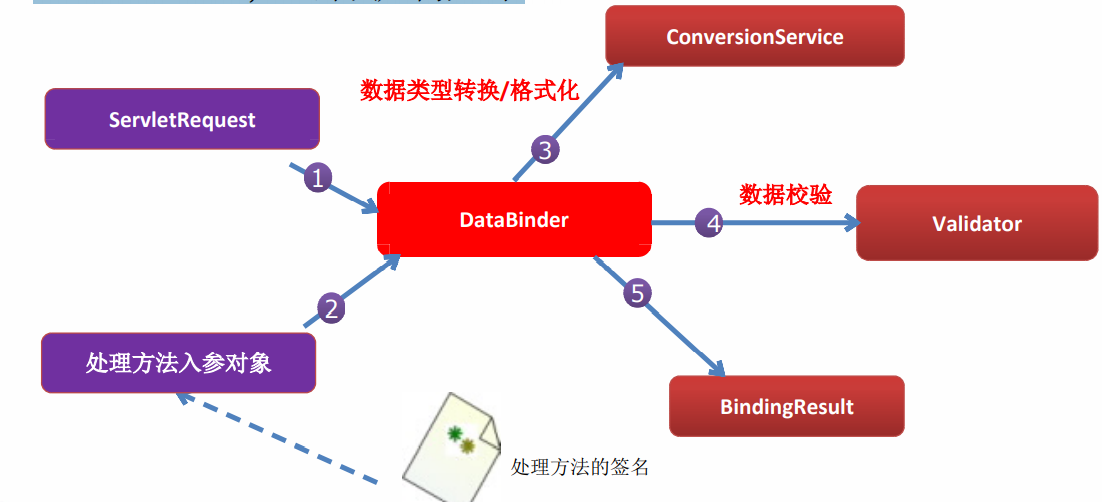 ConversionService
数据类型转换/格式化
ServletRequest
3
1
数据校验
DataBinder
4
Validator
2
5
处理方法入参对象
BindingResult
处理方法的签名